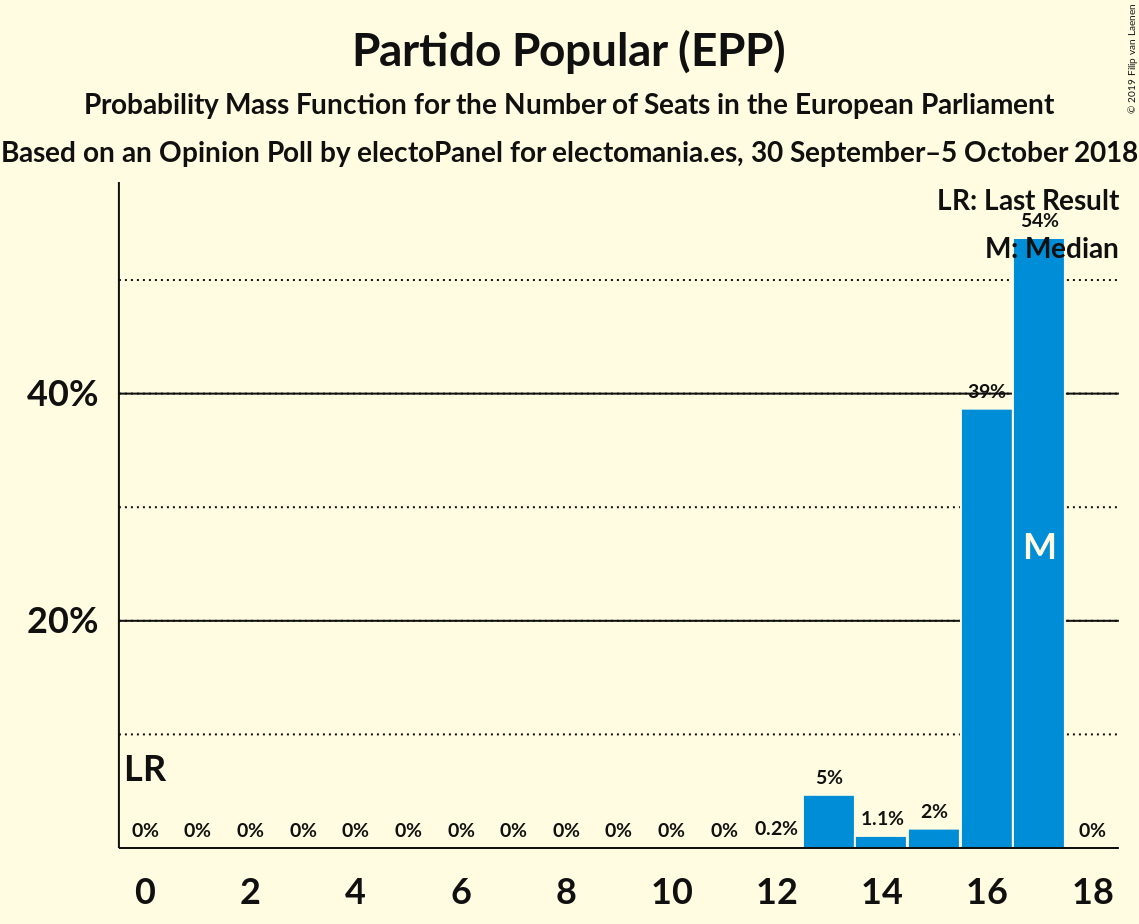 Partido Popular (EPP)
Probability Mass Function for the Number of Seats in the European Parliament
Based on an Opinion Poll by electoPanel for electomania.es, 30 September–5 October 2018
© 2019 Filip van Laenen
LR: Last Result
54%
M: Median
40%
39%
M
20%
LR
5%
0% 0% 0% 0% 0% 0% 0% 0% 0% 0% 0% 0% 0.2% 1.1% 2% 0%
0 2 4 6 8 10 12 14 16 18